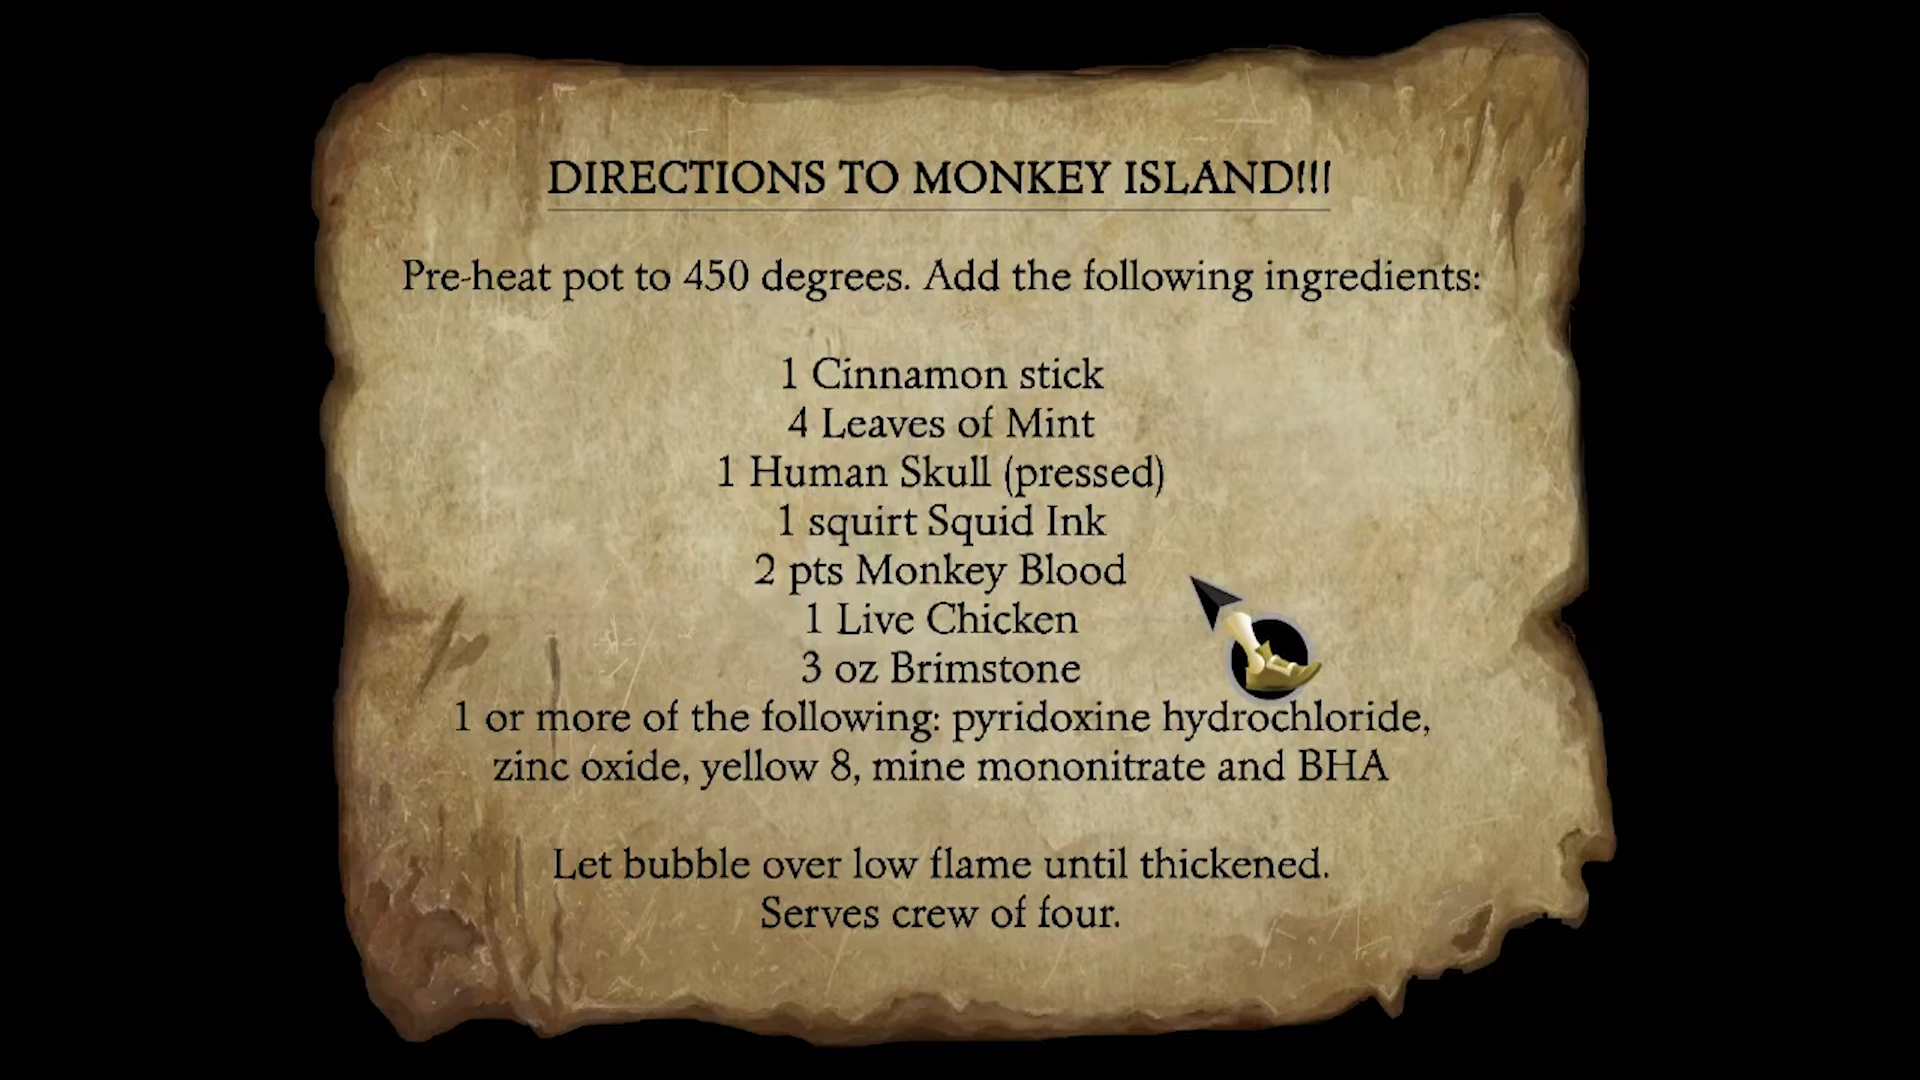 DIRECTIONS TO MONKEY ISLAND!!!
Pre-heat pot to 450 degrees. Add the following ingredients:
1 Cinnamon stick
4 Leaves of Mint
1 Human Skull (pressed)
1 squirt Squid Ink
2 pts Monkey Blood
1 Live Chicken
3 oz Brimstone
1 or more of the following: pyridoxine hydrochloride,
zinc oxide, yellow 8, mine mononitrate and BHA
Let bubble over low flame until thickened.
Serves crew of four.